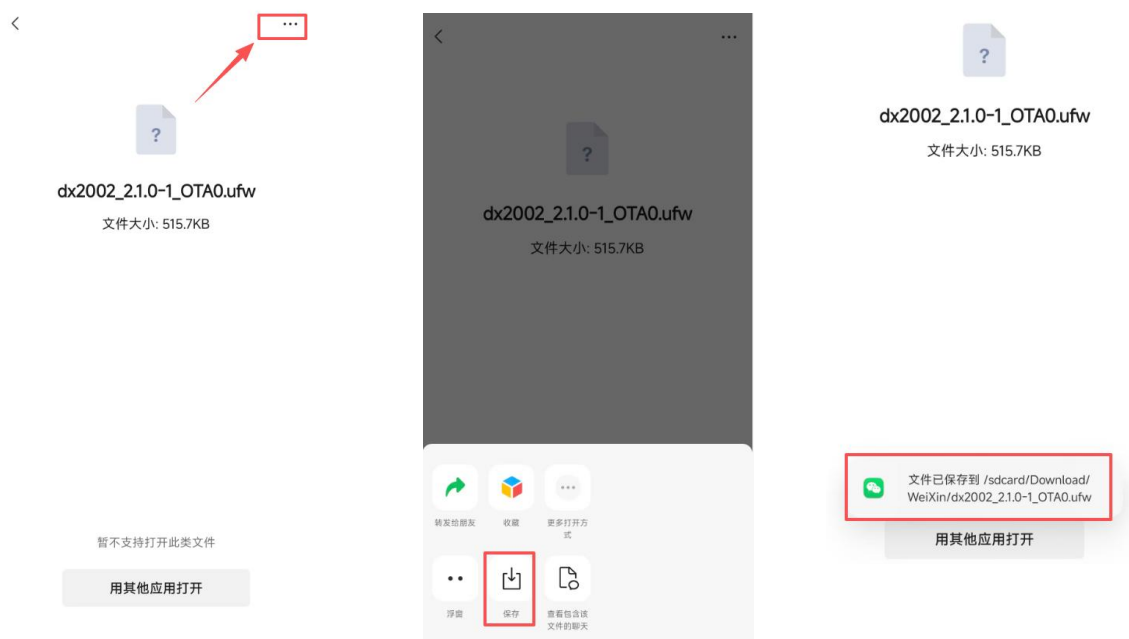 dx2002_2.1.0-1_OTA0.ufw
文件大小: 515.7KB
暂不支持打开此类文件
用其他应用打开
dx2002_2.1.0-1_OTA0.ufw
文件大小: 515.7KB
转发给朋友
收藏
更多打开方
式
浮窗
保存
查看包含该
文件的聊天
dx2002_2.1.0-1_OTA0.ufw
文件大小: 515.7KB
文件已保存到 /sdcard/Download/
WeiXin/dx2002_2.1.0-1_OTA0.ufw
用其他应用打开